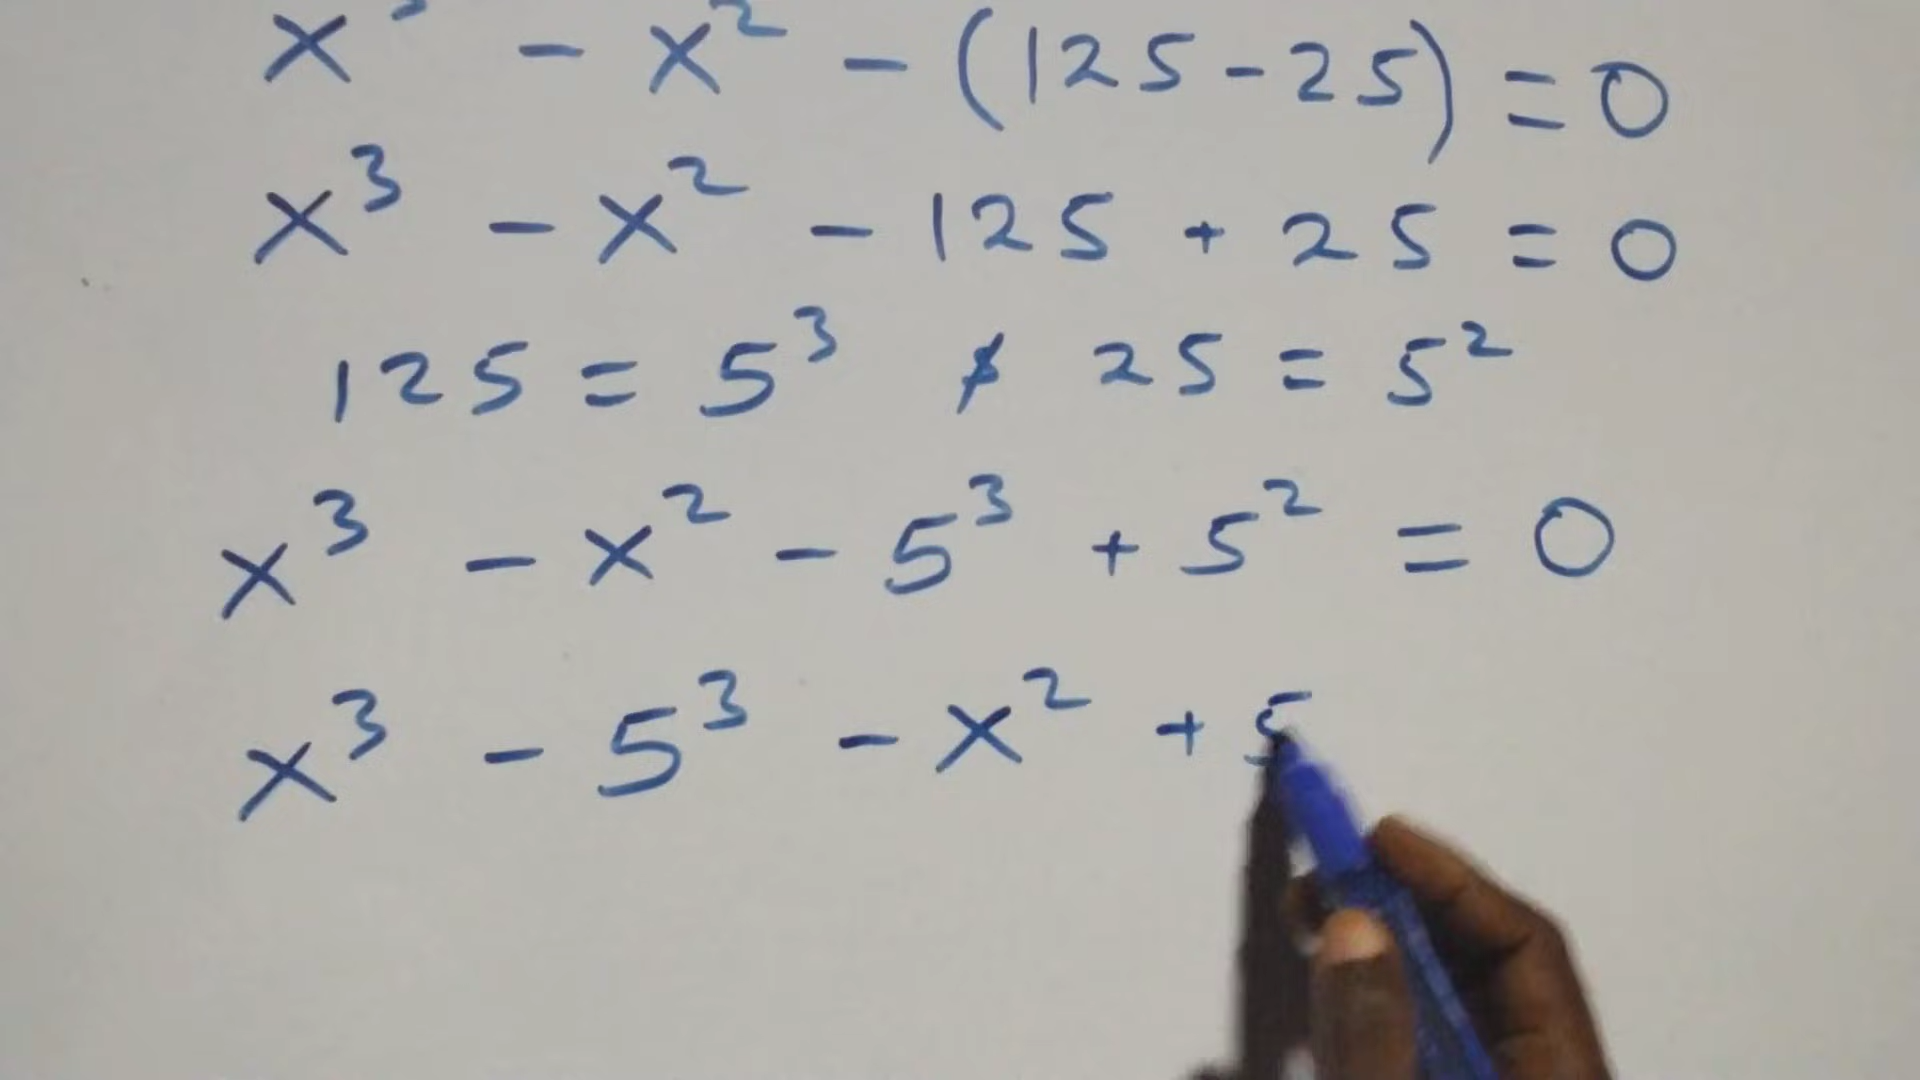 x³ - x² - (125 - 25) = 0
x³ - x² - 125 + 25 = 0
125 = 5³ & 25 = 5²
x³ - x² - 5³ + 5² = 0
x³ - 5³ - x² + 5